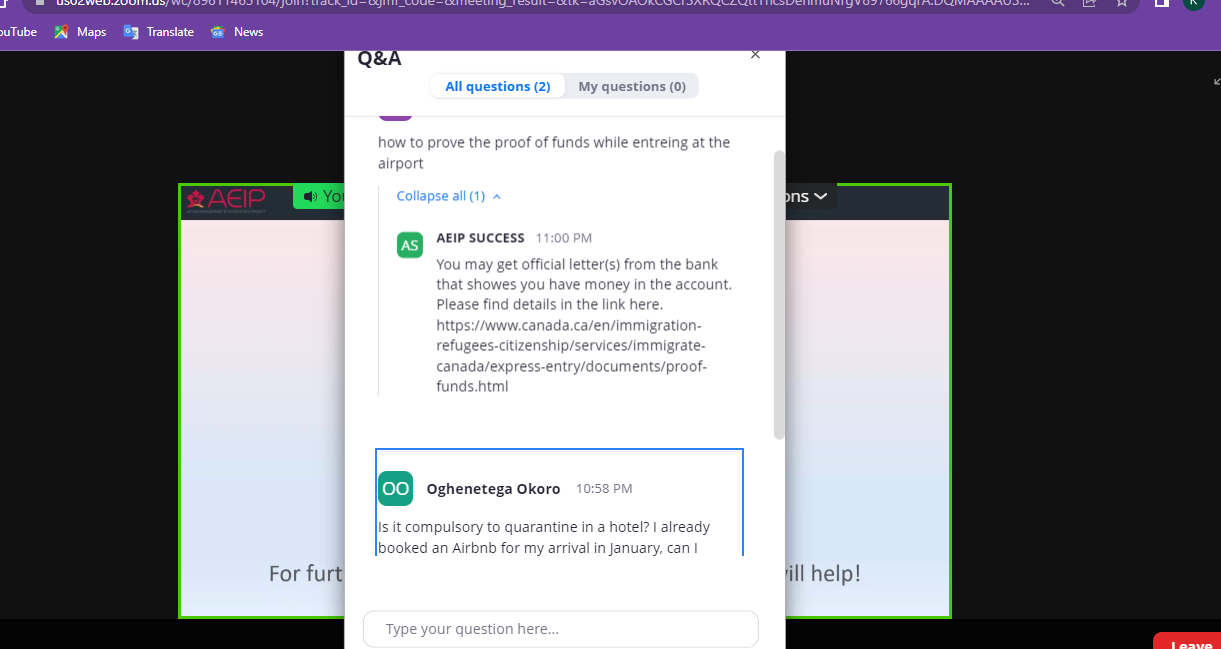 us02web.zoom.us/wc/89611463104/join?track_id=&jmf_code=&meeting_result=&tk=
ouTube Maps Translate News
Q&A
All questions (2) My questions (0)
how to prove the proof of funds while entreing at the
airport
Collapse all (1)
AEIP
You
ons
AS AEIP SUCCESS 11:00 PM
You may get official letter(s) from the bank
that showes you have money in the account.
Please find details in the link here.
https://www.canada.ca/en/immigration-
refugees-citizenship/services/immigrate-
canada/express-entry/documents/proof-
funds.html
OO Oghenetega Okoro 10:58 PM
Is it compulsory to quarantine in a hotel? I already
booked an Airbnb for my arrival in January, can I
For furt
ill help!
Type your question here...
Leave